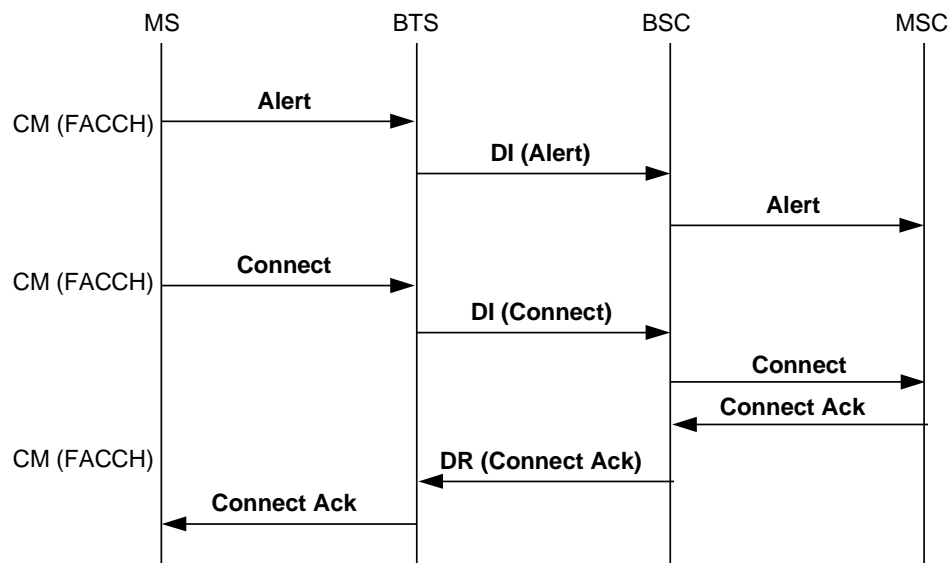 MS BTS BSC MSC
Alert
CM (FACCH)
DI (Alert)
Alert
Connect
CM (FACCH)
DI (Connect)
Connect
Connect Ack
CM (FACCH)
DR (Connect Ack)
Connect Ack